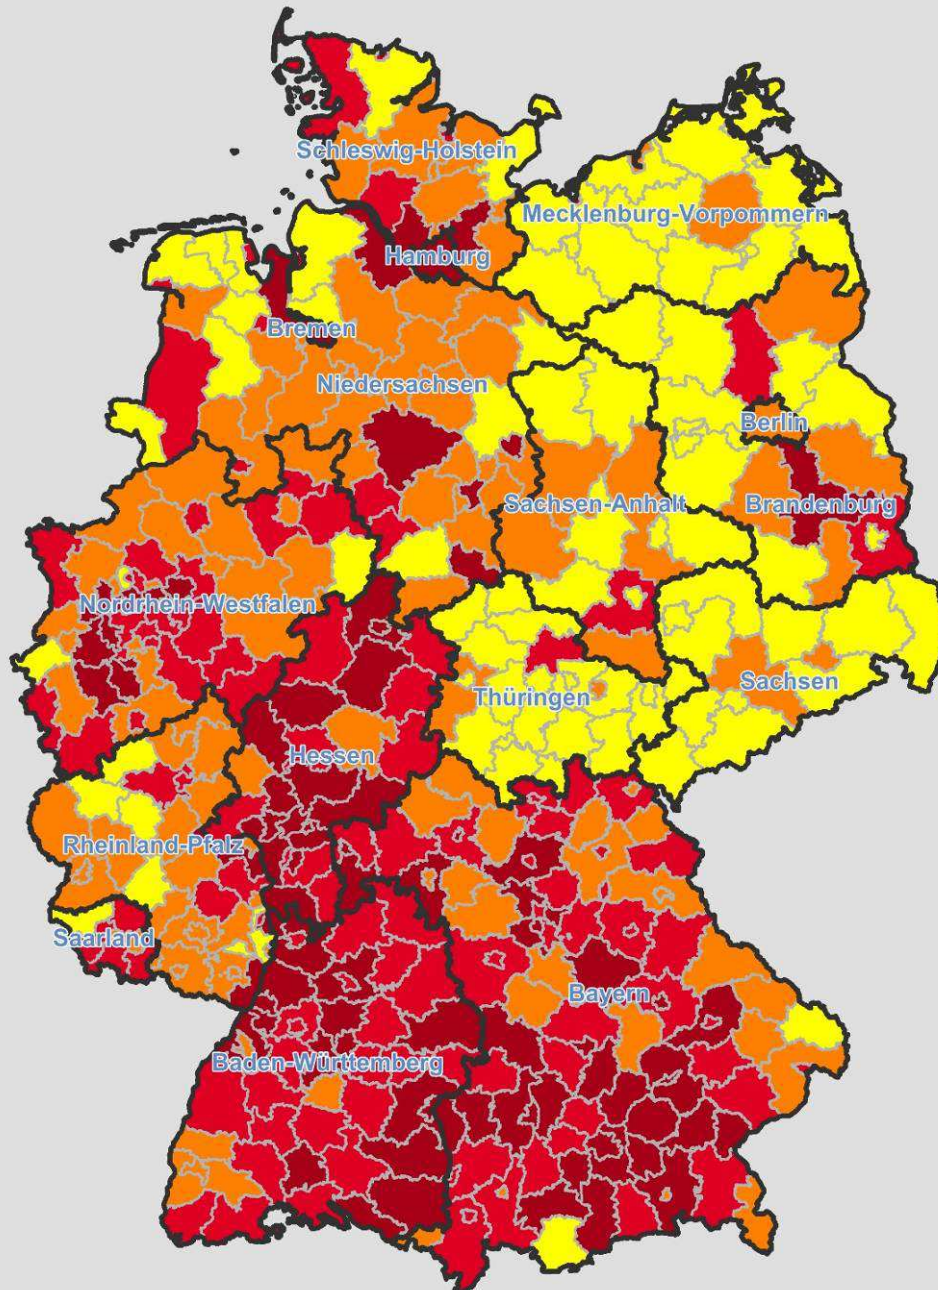 Schleswig-Holstein
Mecklenburg-Vorpommern
Hamburg
Bremen
Niedersachsen
Berlin
Sachsen-Anhalt
Brandenburg
Nordrhein-Westfalen
Thüringen
Sachsen
Hessen
Rheinland-Pfalz
Saarland
Bayern
Baden-Württemberg